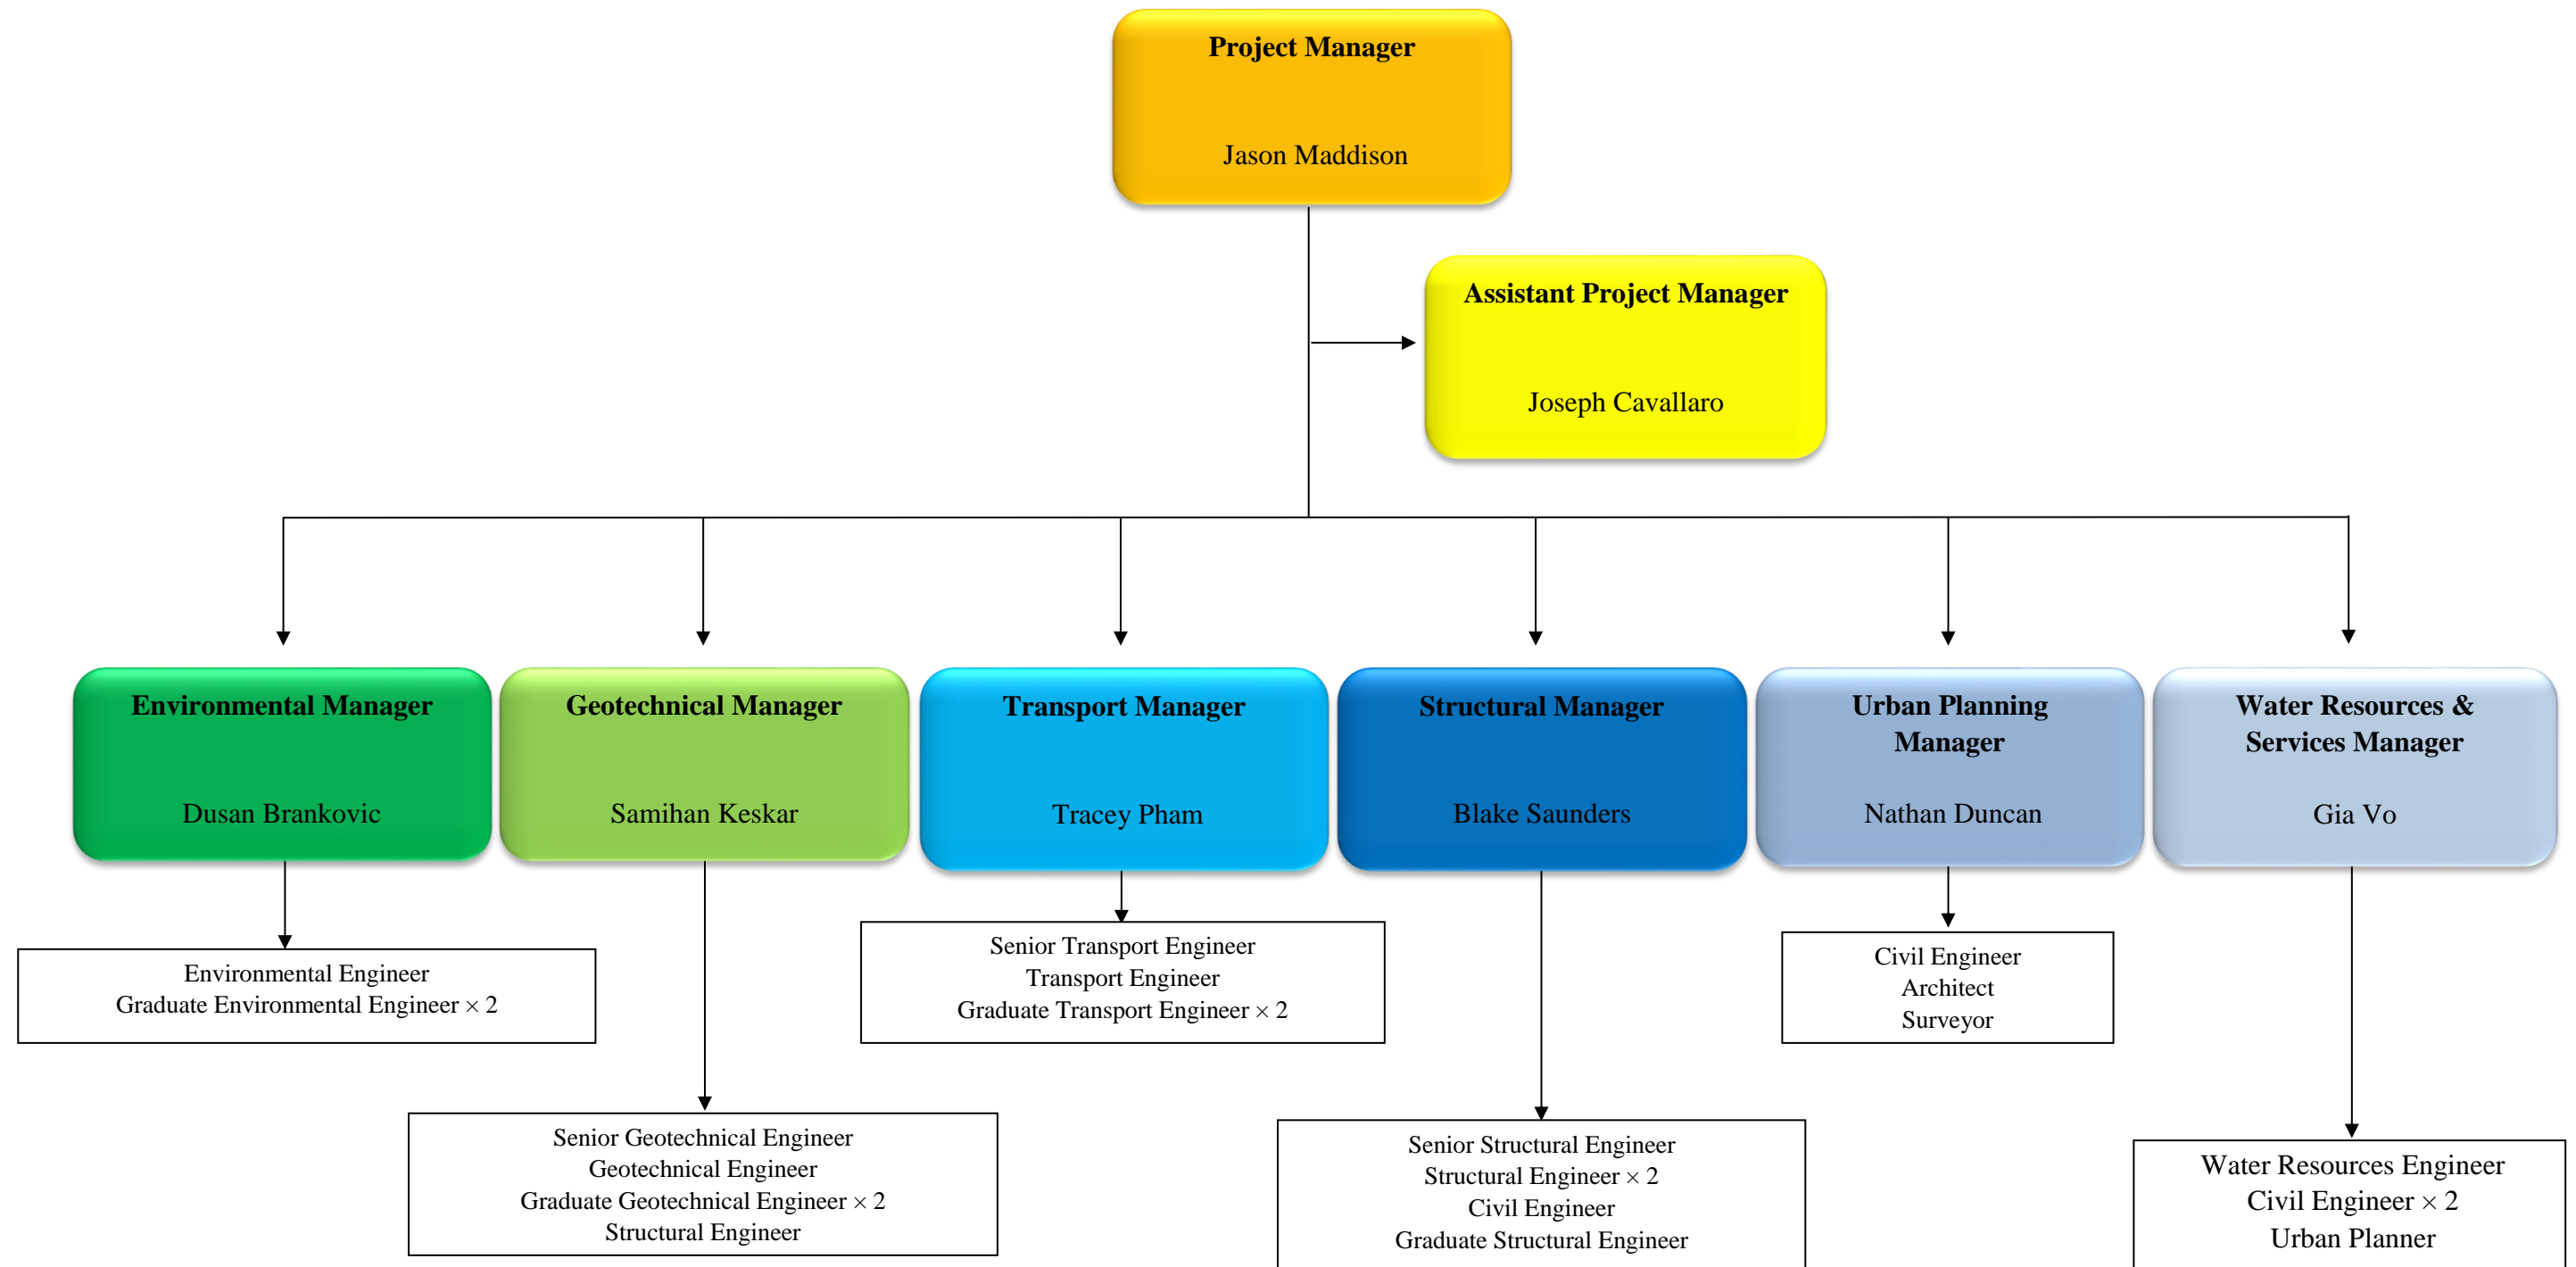 Project Manager
Jason Maddison
Assistant Project Manager
Joseph Cavallaro
Environmental Manager
Dusan Brankovic
Geotechnical Manager
Samihan Keskar
Transport Manager
Tracey Pham
Structural Manager
Blake Saunders
Urban Planning
Manager
Nathan Duncan
Water Resources &
Services Manager
Gia Vo
Environmental Engineer
Graduate Environmental Engineer × 2
Senior Geotechnical Engineer
Geotechnical Engineer
Graduate Geotechnical Engineer × 2
Structural Engineer
Senior Transport Engineer
Transport Engineer
Graduate Transport Engineer × 2
Senior Structural Engineer
Structural Engineer × 2
Civil Engineer
Graduate Structural Engineer
Civil Engineer
Architect
Surveyor
Water Resources Engineer
Civil Engineer × 2
Urban Planner